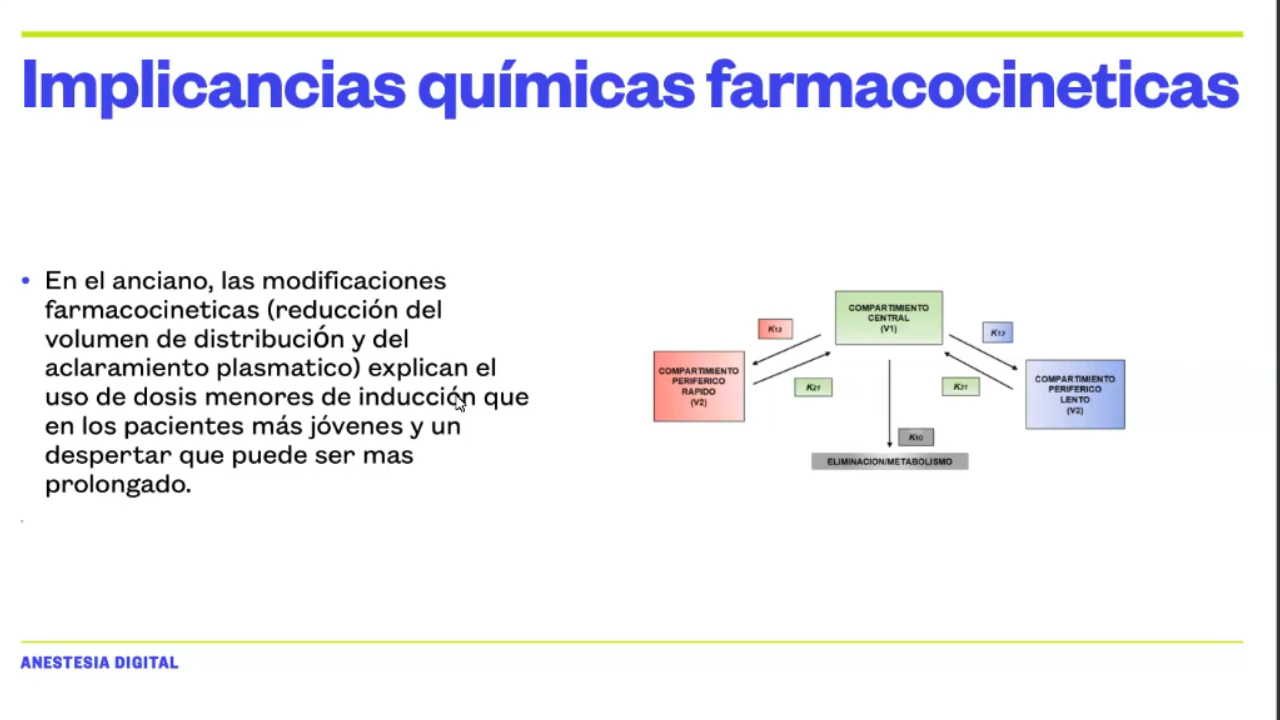 Implicancias químicas farmacocineticas
• En el anciano, las modificaciones
farmacocineticas (reducción del
volumen de distribución y del
aclaramiento plasmatico) explican el
uso de dosis menores de inducción que
en los pacientes más jóvenes y un
despertar que puede ser mas
prolongado.
COMPARTIMIENTO
CENTRAL
(V1)
K12
K13
COMPARTIMIENTO
PERIFERICO
RAPIDO
(V2)
K21
K31
COMPARTIMIENTO
PERIFERICO
LENTO
(V3)
K10
ELIMINACION/METABOLISMO
ANESTESIA DIGITAL